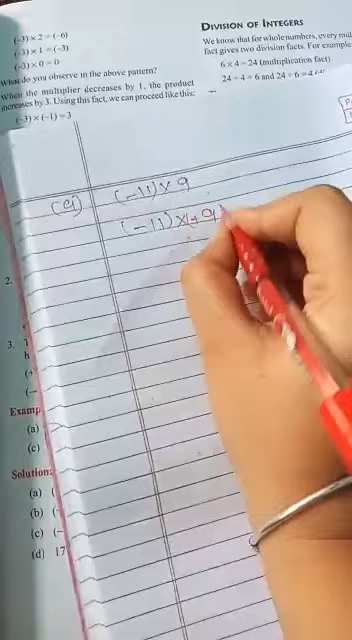 (-3) × 2 = (-6)
(-3) × 1 = (-3)
(-3) × 0 = 0
What do you observe in the above pattern?
When the multiplier decreases by 1, the product
increases by 3. Using this fact, we can proceed like this:
(-3) × (-1) = 3
DIVISION OF INTEGERS
We know that for whole numbers, every mul
fact gives two division facts. For example
6 × 4 = 24 (multiplication fact)
24 ÷ 4 = 6 and 24 ÷ 6 = 4
(a) (-11) × 9
(-11) × (+9
2.
3.
Examp
(a)
(c)
Solution:
(a) (
(b) (-
(c) (-
(d) 17